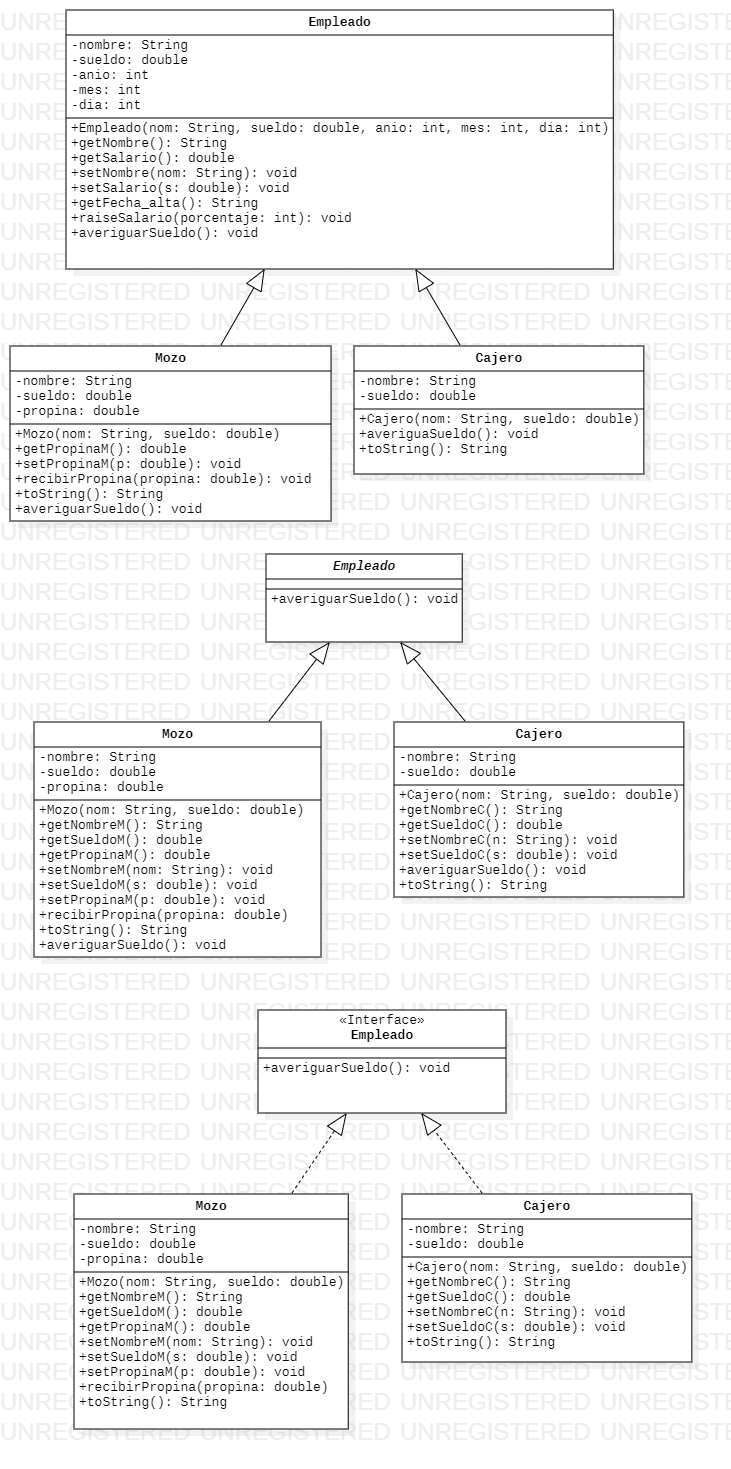 Empleado
-nombre: String
-sueldo: double
-anio: int
-mes: int
-dia: int
+Empleado(nom: String, sueldo: double, anio: int, mes: int, dia: int)
+getNombre(): String
+getSalario(): double
+setNombre(nom: String): void
+setSalario(s: double): void
+getFecha_alta(): String
+raiseSalario(porcentaje: int): void
+averiguarSueldo(): void
Mozo
-nombre: String
-sueldo: double
-propina: double
+Mozo(nom: String, sueldo: double)
+getPropinaM(): double
+setPropinaM(p: double): void
+recibirPropina(propina: double): void
+toString(): String
+averiguarSueldo(): void
Cajero
-nombre: String
-sueldo: double
+Cajero(nom: String, sueldo: double)
+averiguaSueldo(): void
+toString(): String
Empleado
+averiguarSueldo(): void
Mozo
-nombre: String
-sueldo: double
-propina: double
+Mozo(nom: String, sueldo: double)
+getNombreM(): String
+getSueldoM(): double
+getPropinaM(): double
+setNombreM(nom: String): void
+setSueldoM(s: double): void
+setPropinaM(p: double): void
+recibirPropina(propina: double)
+toString(): String
+averiguarSueldo(): void
Cajero
-nombre: String
-sueldo: double
+Cajero(nom: String, sueldo: double)
+getNombreC(): String
+getSueldoC(): double
+setNombreC(n: String): void
+setSueldoC(s: double): void
+averiguarSueldo(): void
+toString(): String
«Interface»
Empleado
+averiguarSueldo(): void
Mozo
-nombre: String
-sueldo: double
-propina: double
+Mozo(nom: String, sueldo: double)
+getNombreM(): String
+getSueldoM(): double
+getPropinaM(): double
+setNombreM(nom: String): void
+setSueldoM(s: double): void
+setPropinaM(p: double): void
+recibirPropina(propina: double)
+toString(): String
Cajero
-nombre: String
-sueldo: double
+Cajero(nom: String, sueldo: double)
+getNombreC(): String
+getSueldoC(): double
+setNombreC(n: String): void
+setSueldoC(s: double): void
+toString(): String
UNREGISTERED